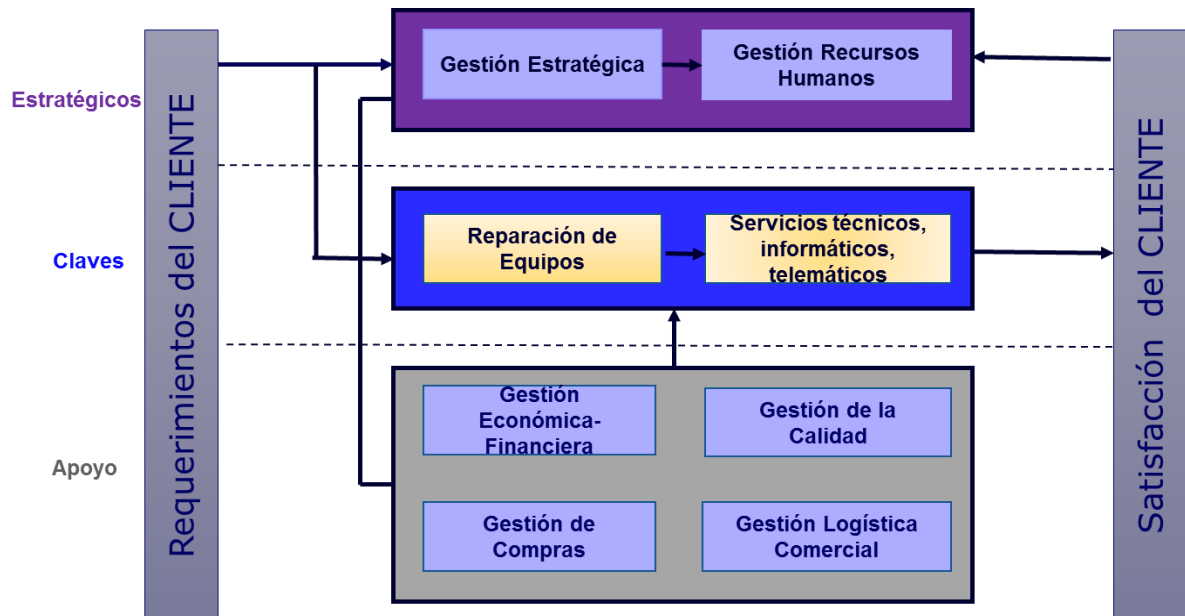 Requerimientos del CLIENTE
Estratégicos
Gestión Estratégica
Gestión Recursos
Humanos
Claves
Reparación de
Equipos
Servicios técnicos,
informáticos,
telemáticos
Apoyo
Gestión
Económica-
Financiera
Gestión de la
Calidad
Gestión de
Compras
Gestión Logística
Comercial
Satisfacción del CLIENTE